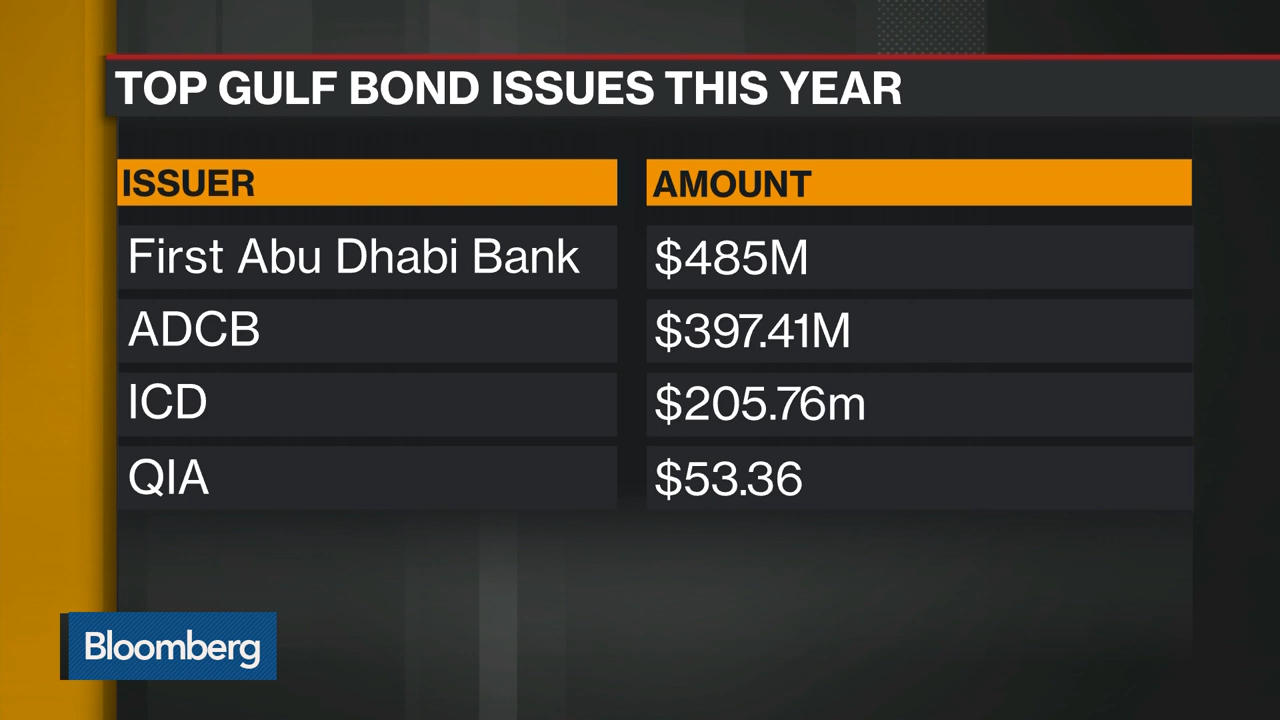 TOP GULF BOND ISSUES THIS YEAR
ISSUER AMOUNT
First Abu Dhabi Bank $485M
ADCB $397.41M
ICD $205.76m
QIA $53.36
Bloomberg